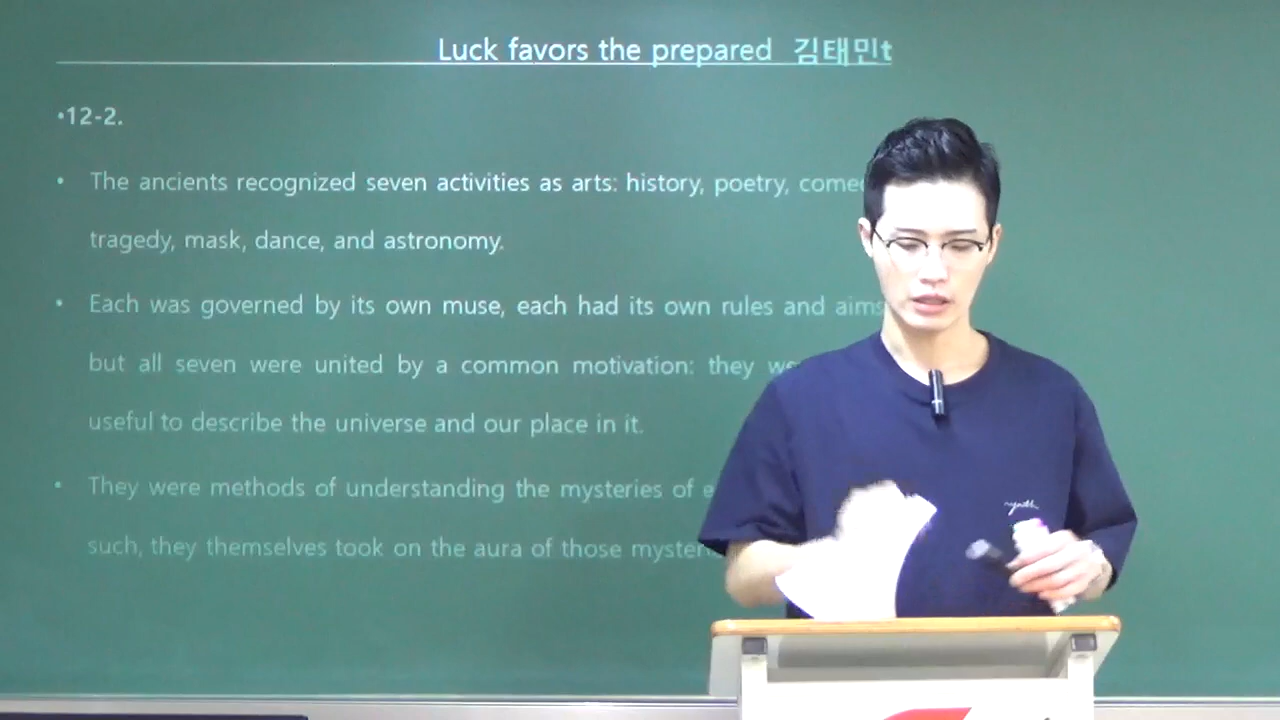 Luck favors the prepared 김태민t
•12-2.
• The ancients recognized seven activities as arts: history, poetry,
tragedy, mask, dance, and astronomy.
• Each was governed by its own muse, each had its own rules and aims
but all seven were united by a common motivation: they
useful to describe the universe and our place in it.
• They were methods of understanding the mysteries of
such, they themselves took on the aura of those